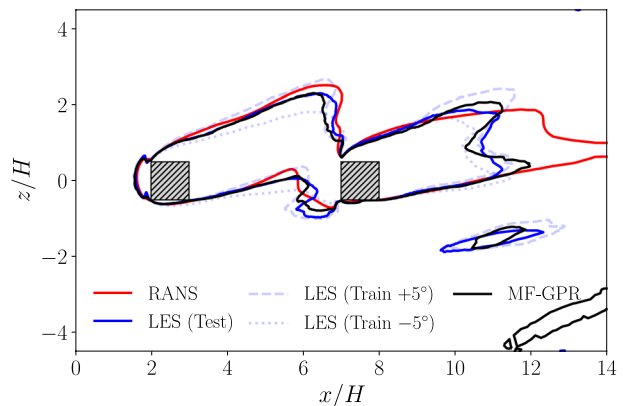 4
2
0
−2
−4
z/H
RANS
LES (Train +5°)
MF-GPR
LES (Test)
LES (Train −5°)
0 2 4 6 8 10 12 14
x/H